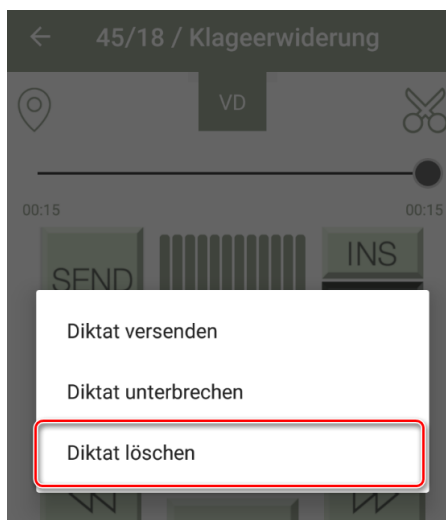 45/18 / Klageerwiderung
VD
00:15 00:15
SEND INS
Diktat versenden
Diktat unterbrechen
Diktat löschen